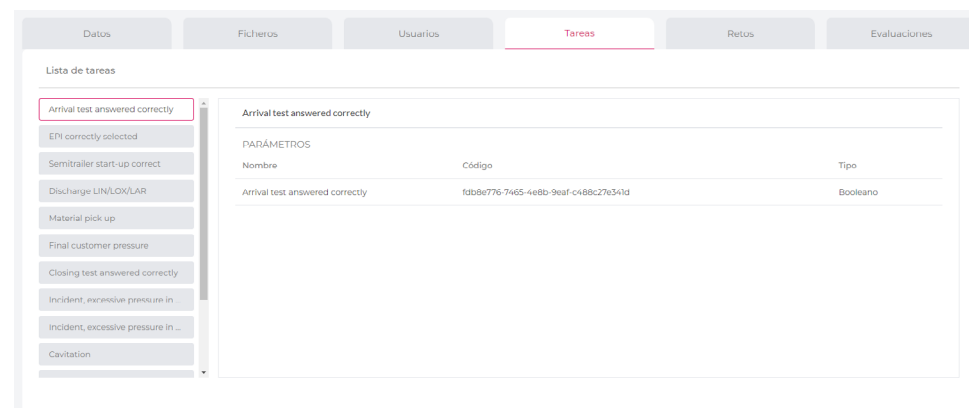 Datos Ficheros Usuarios Tareas Retos Evaluaciones
Lista de tareas
Arrival test answered correctly
EPI correctly selected
Semitrailer start-up correct
Discharge LIN/LOX/LAR
Material pick up
Final customer pressure
Closing test answered correctly
Incident, excessive pressure in ...
Incident, excessive pressure in ...
Cavitation
Arrival test answered correctly
PARÁMETROS
Nombre Código Tipo
Arrival test answered correctly fdb8e776-7465-4e8b-9eaf-c488c27e341d Booleano